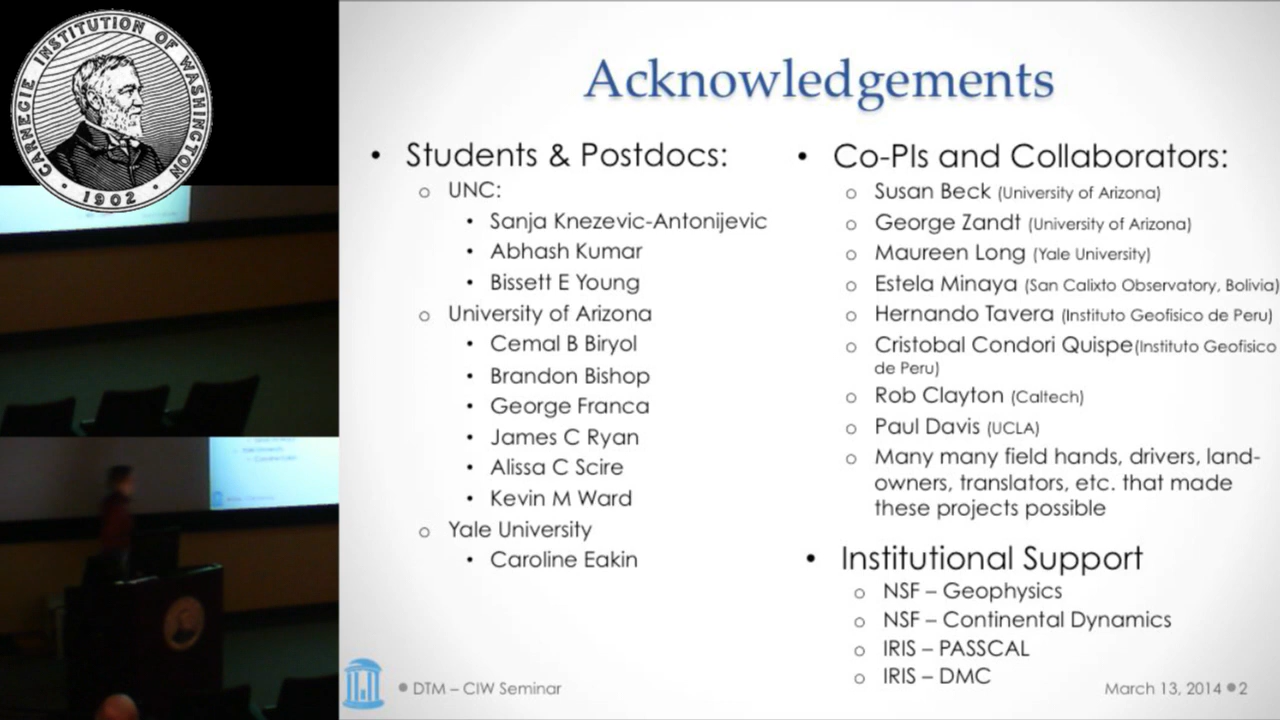 CARNEGIE INSTITUTION OF WASHINGTON
1902
Acknowledgements
• Students & Postdocs:
o UNC:
• Sanja Knezevic-Antonijevic
• Abhash Kumar
• Bissett E Young
o University of Arizona
• Cemal B Biryol
• Brandon Bishop
• George Franca
• James C Ryan
• Alissa C Scire
• Kevin M Ward
o Yale University
• Caroline Eakin
• Co-PIs and Collaborators:
o Susan Beck (University of Arizona)
o George Zandt (University of Arizona)
o Maureen Long (Yale University)
o Estela Minaya (San Calixto Observatory, Bolivia)
o Hernando Tavera (Instituto Geofisico de Peru)
o Cristobal Condori Quispe(Instituto Geofisico
de Peru)
o Rob Clayton (Caltech)
o Paul Davis (UCLA)
o Many many field hands, drivers, land-
owners, translators, etc. that made
these projects possible
• Institutional Support
o NSF – Geophysics
o NSF – Continental Dynamics
o IRIS – PASSCAL
o IRIS – DMC
• DTM – CIW Seminar
March 13, 2014 • 2